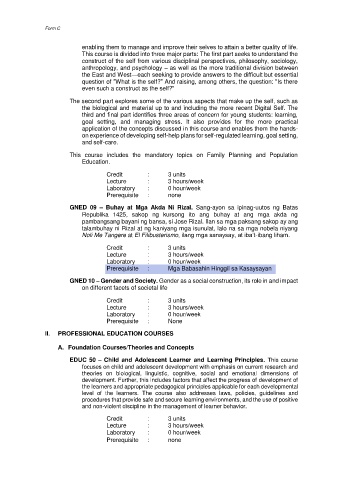 Form C
enabling them to manage and improve their selves to attain a better quality of life.
This course is divided into three major parts: The first part seeks to understand the
construct of the self from various disciplinal perspectives, philosophy, sociology,
anthropology, and psychology – as well as the more traditional division between
the East and West—each seeking to provide answers to the difficult but essential
question of "What is the self?" And raising, among others, the question: "Is there
even such a construct as the self?"
The second part explores some of the various aspects that make up the self, such as
the biological and material up to and including the more recent Digital Self. The
third and final part identifies three areas of concern for young students: learning,
goal setting, and managing stress. It also provides for the more practical
application of the concepts discussed in this course and enables them the hands-
on experience of developing self-help plans for self-regulated learning, goal setting,
and self-care.
This course includes the mandatory topics on Family Planning and Population
Education.
Credit : 3 units
Lecture : 3 hours/week
Laboratory : 0 hour/week
Prerequisite : none
GNED 09 – Buhay at Mga Akda Ni Rizal. Sang-ayon sa ipinag-uutos ng Batas
Republika 1425, sakop ng kursong ito ang buhay at ang mga akda ng
pambangsang bayani ng bansa, si Jose Rizal. Ilan sa mga paksang sakop ay ang
talambuhay ni Rizal at ng kaniyang mga isunulat, lalo na sa mga nobela niyang
Noli Me Tangere at El Filibusterismo, ilang mga sanaysay, at iba't-ibang liham.
Credit : 3 units
Lecture : 3 hours/week
Laboratory : 0 hour/week
Prerequisite : Mga Babasahin Hinggil sa Kasaysayan
GNED 10 – Gender and Society. Gender as a social construction, its role in and impact
on different facets of societal life
Credit : 3 units
Lecture : 3 hours/week
Laboratory : 0 hour/week
Prerequisite : None
II. PROFESSIONAL EDUCATION COURSES
A. Foundation Courses/Theories and Concepts
EDUC 50 – Child and Adolescent Learner and Learning Principles. This course
focuses on child and adolescent development with emphasis on current research and
theories on biological, linguistic, cognitive, social and emotional dimensions of
development. Further, this includes factors that affect the progress of development of
the learners and appropriate pedagogical principles applicable for each developmental
level of the learners. The course also addresses laws, policies, guidelines and
procedures that provide safe and secure learning environments, and the use of positive
and non-violent discipline in the management of learner behavior.
Credit : 3 units
Lecture : 3 hours/week
Laboratory : 0 hour/week
Prerequisite : none